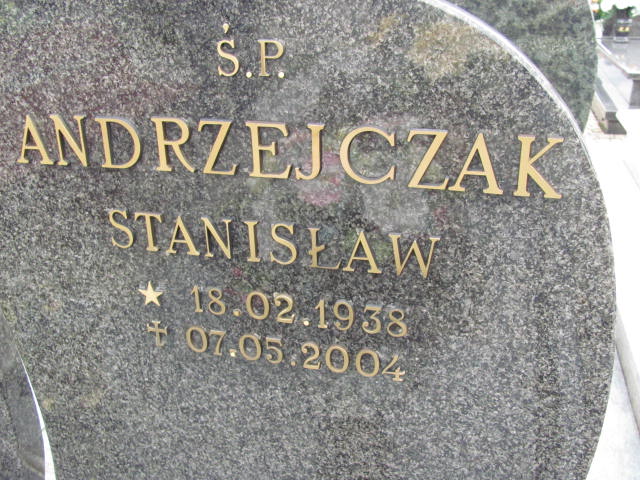 Ś.P.
ANDRZEJCZAK
STANISŁAW
★ 18.02.1938
✝ 07.05.2004